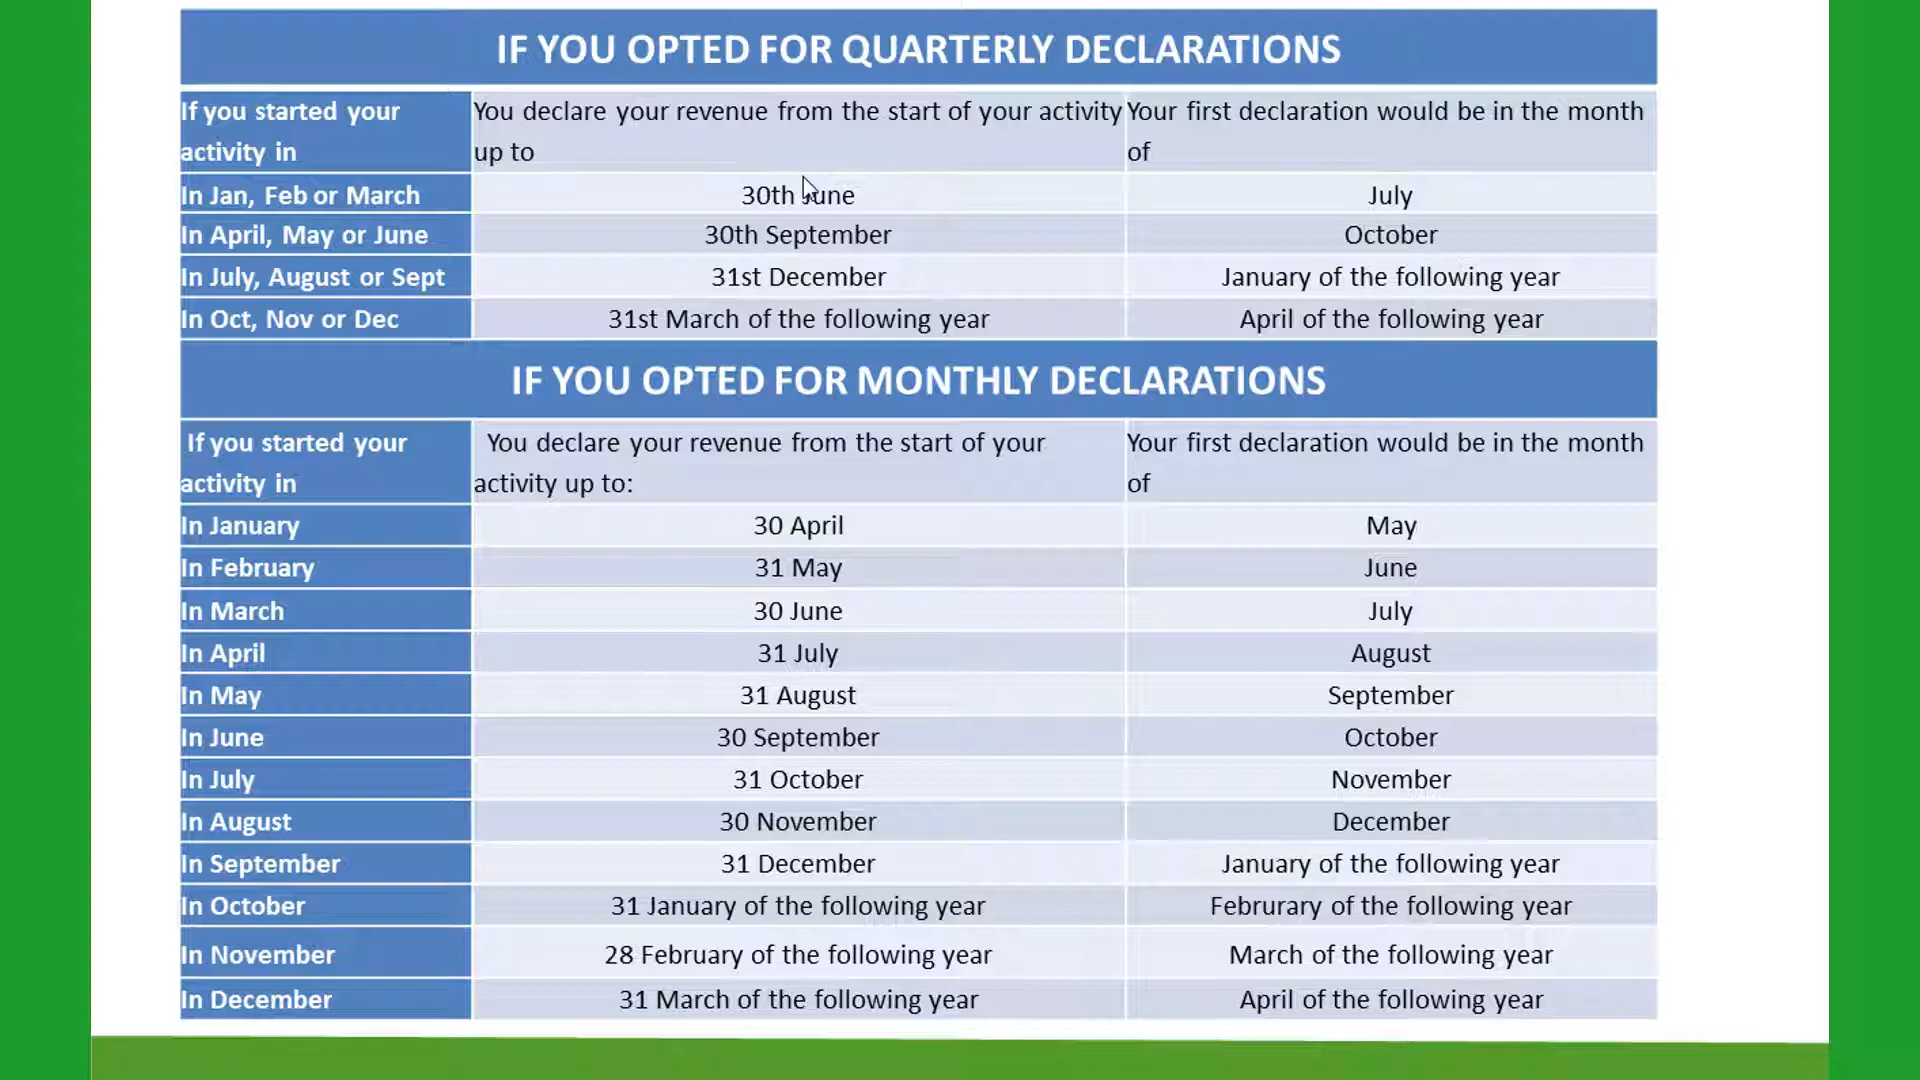 IF YOU OPTED FOR QUARTERLY DECLARATIONS
If you started your activity in
You declare your revenue from the start of your activity up to
Your first declaration would be in the month of
In Jan, Feb or March
30th June
July
In April, May or June
30th September
October
In July, August or Sept
31st December
January of the following year
In Oct, Nov or Dec
31st March of the following year
April of the following year
IF YOU OPTED FOR MONTHLY DECLARATIONS
If you started your activity in
You declare your revenue from the start of your activity up to:
Your first declaration would be in the month of
In January
30 April
May
In February
31 May
June
In March
30 June
July
In April
31 July
August
In May
31 August
September
In June
30 September
October
In July
31 October
November
In August
30 November
December
In September
31 December
January of the following year
In October
31 January of the following year
Februrary of the following year
In November
28 February of the following year
March of the following year
In December
31 March of the following year
April of the following year